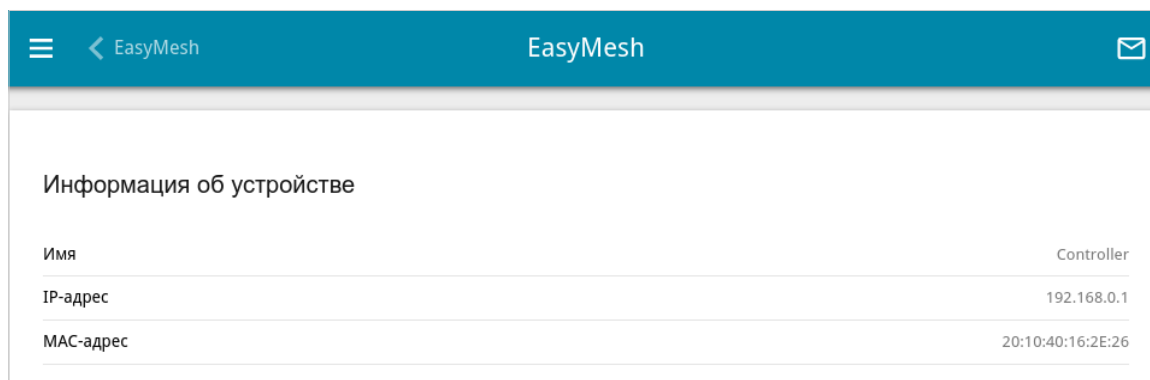 EasyMesh
EasyMesh
Информация об устройстве
Имя Controller
IP-адрес 192.168.0.1
MAC-адрес 20:10:40:16:2E:26